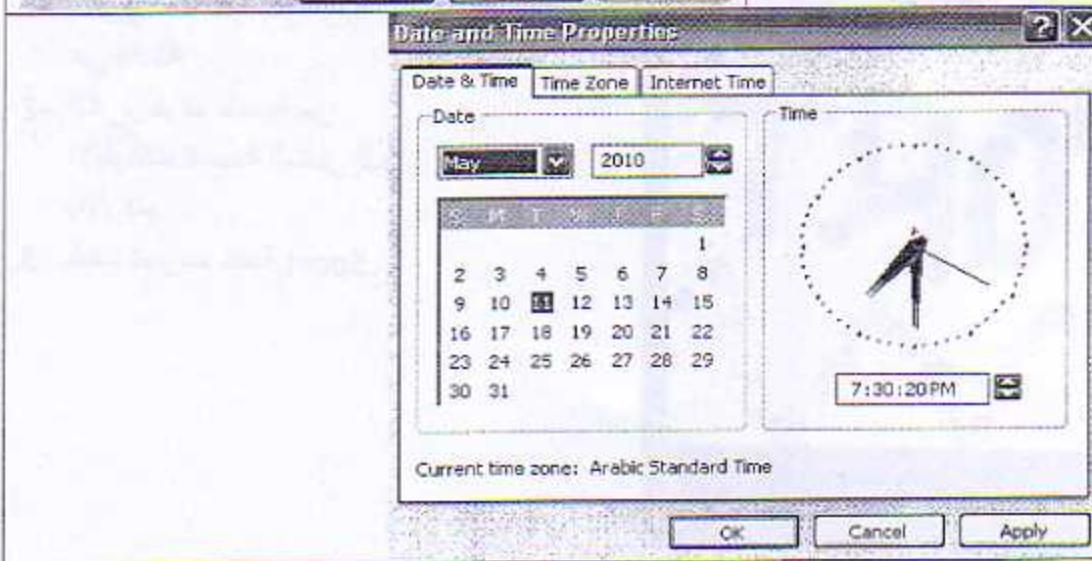 Date and Time Properties
Date & Time
Time Zone
Internet Time
Date
May
2010
S M T W T F S
1
2 3 4 5 6 7 8
9 10 11 12 13 14 15
16 17 18 19 20 21 22
23 24 25 26 27 28 29
30 31
Time
7:30:20 PM
Current time zone: Arabic Standard Time
OK
Cancel
Apply